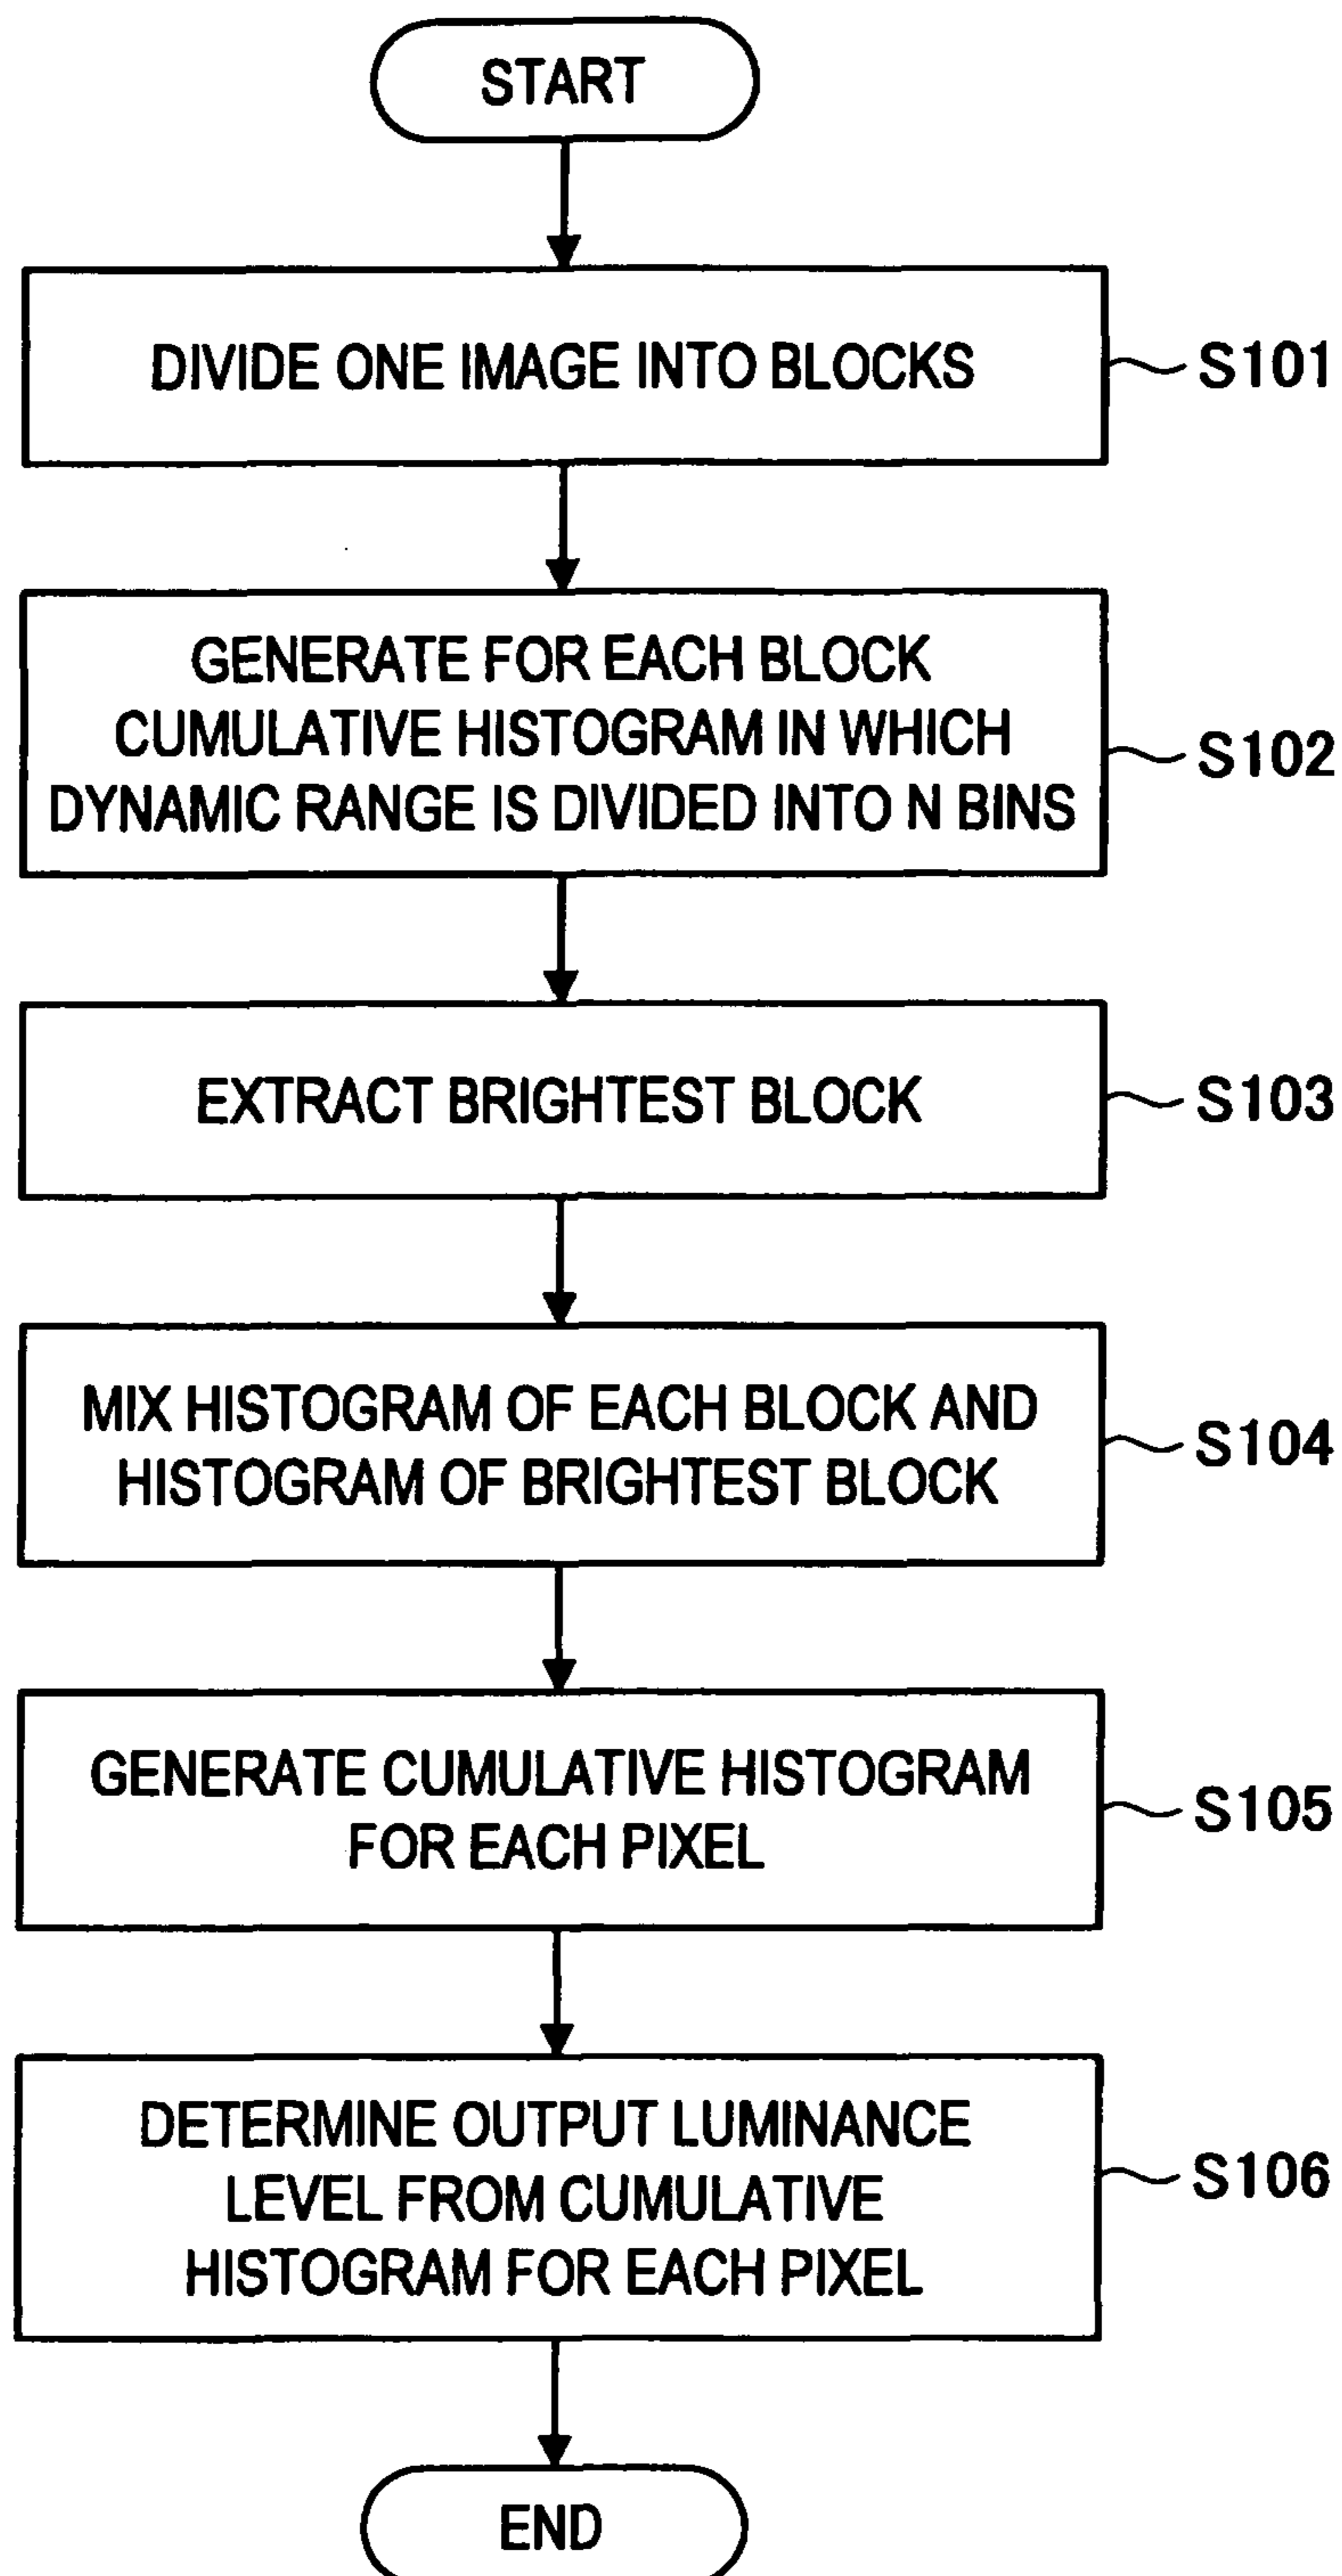 START
DIVIDE ONE IMAGE INTO BLOCKS
S101
GENERATE FOR EACH BLOCK
CUMULATIVE HISTOGRAM IN WHICH
DYNAMIC RANGE IS DIVIDED INTO N BINS
S102
EXTRACT BRIGHTEST BLOCK
S103
MIX HISTOGRAM OF EACH BLOCK AND
HISTOGRAM OF BRIGHTEST BLOCK
S104
GENERATE CUMULATIVE HISTOGRAM
FOR EACH PIXEL
S105
DETERMINE OUTPUT LUMINANCE
LEVEL FROM CUMULATIVE
HISTOGRAM FOR EACH PIXEL
S106
END